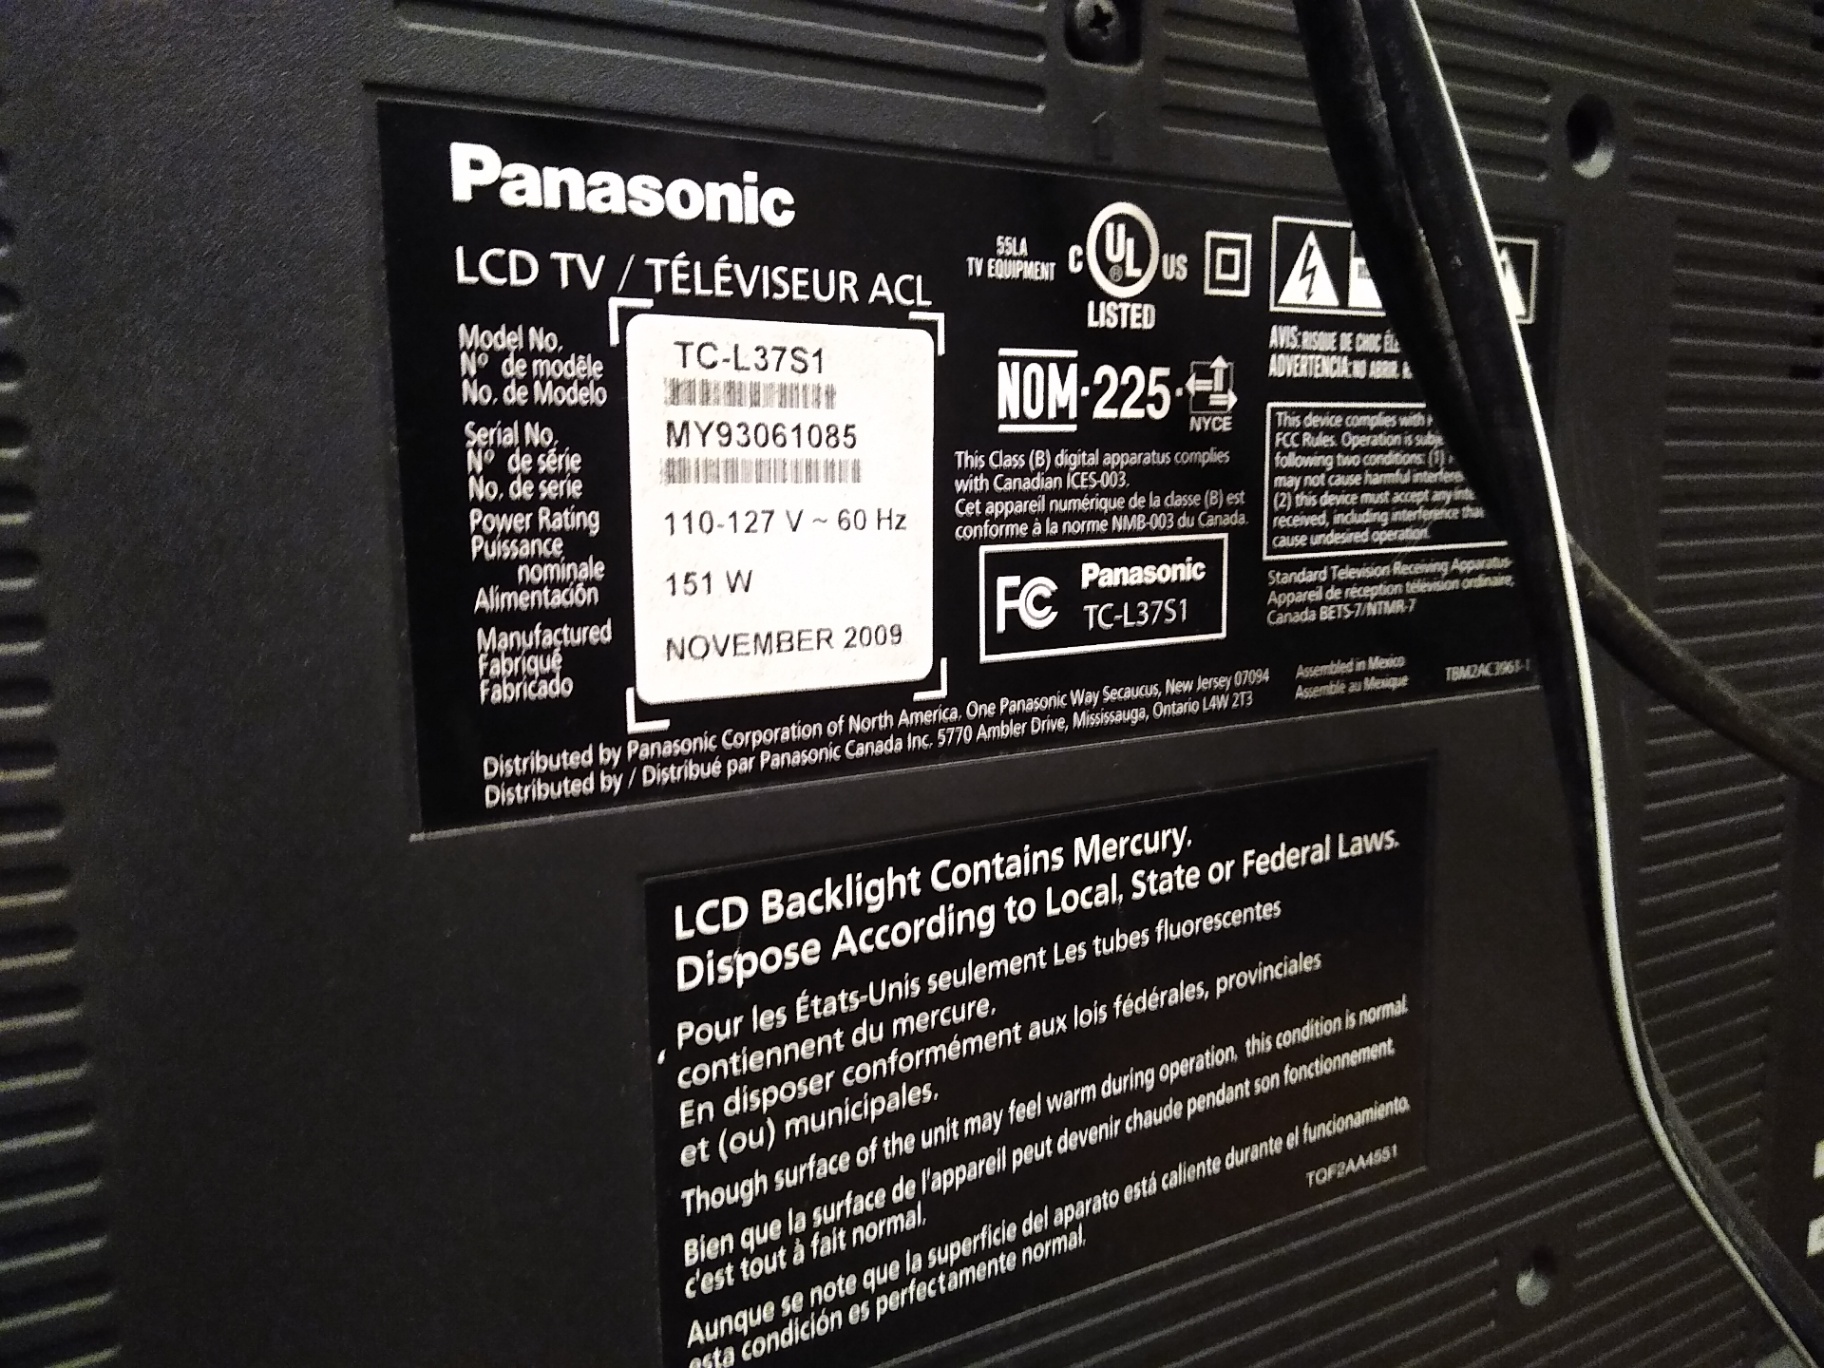 Panasonic
LCD TV / TÉLÉVISEUR ACL
Model No.
Nº de modèle
No. de Modelo
TC-L37S1
Serial No.
Nº de série
No. de serie
MY93061085
Power Rating
Puissance
nominale
Alimentación
110-127 V ~ 60 Hz
151 W
Manufactured
Fabriqué
Fabricado
NOVEMBER 2009
55LA
TV EQUIPMENT
C UL ® US
LISTED
NOM-225-
NYCE
This Class (B) digital apparatus complies
with Canadian ICES-003.
Cet appareil numérique de la classe (B) est
conforme à la norme NMB-003 du Canada.
FC Panasonic
TC-L37S1
AVIS: RISQUE DE CHOC
ADVERTENCIA: NO ABRIR.
This device complies with
FCC Rules. Operation is
following two conditions: (1)
may not cause harmful
(2) this device must accept any
received, including interference
cause undesired operation.
Standard Television Receiving Apparatus-
Appareil de réception télévision ordinaire,
Canada BETS-7/NTMR-7
Assembled in Mexico
Assemblé au Mexique
Distributed by Panasonic Corporation of North America, One Panasonic Way Secaucus, New Jersey 07094
Distributed by / Distribué par Panasonic Canada Inc. 5770 Ambler Drive, Mississauga, Ontario L4W 2T3
LCD Backlight Contains Mercury.
Dispose According to Local, State or Federal Laws.
Pour les États-Unis seulement Les tubes fluorescentes
contiennent du mercure.
En disposer conformément aux lois fédérales, provinciales
et (ou) municipales.
Though surface of the unit may feel warm during operation, this condition is normal.
Bien que la surface de l'appareil peut devenir chaude pendant son fonctionnement,
c'est tout à fait normal.
Aunque se note que la superficie del aparato está caliente durante el funcionamiento,
esta condición es perfectamente normal.
TQF2AA4551